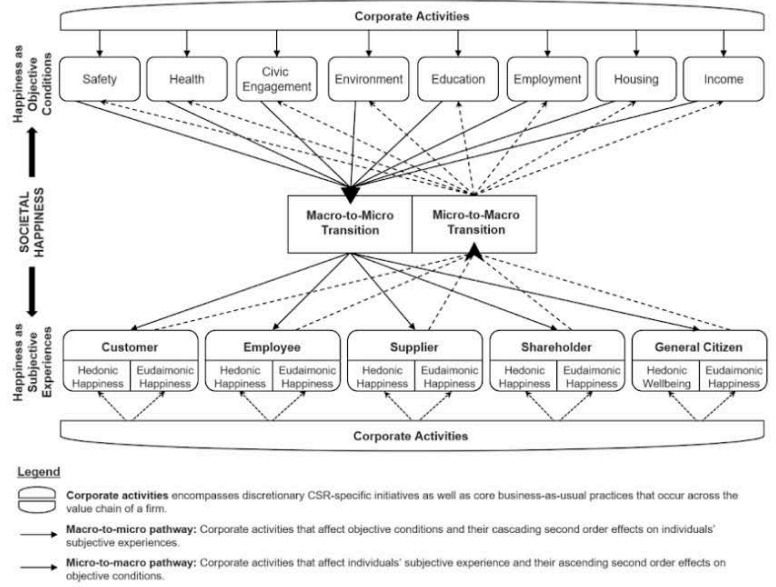 Corporate Activities
Happiness as
Objective
Conditions
Safety
Health
Civic
Engagement
Environment
Education
Employment
Housing
Income
SOCIETAL
HAPPINESS
Macro-to-Micro
Transition
Micro-to-Macro
Transition
Happiness as
Subjective
Experiences
Customer
Hedonic
Happiness
Eudaimonic
Happiness
Employee
Hedonic
Happiness
Eudaimonic
Happiness
Supplier
Hedonic
Happiness
Eudaimonic
Happiness
Shareholder
Hedonic
Happiness
Eudaimonic
Happiness
General Citizen
Hedonic
Wellbeing
Eudaimonic
Happiness
Corporate Activities
Legend
Corporate activities encompasses discretionary CSR-specific initiatives as well as core business-as-usual practices that occur across the
value chain of a firm.
Macro-to-micro pathway: Corporate activities that affect objective conditions and their cascading second order effects on individuals'
subjective experiences.
Micro-to-macro pathway: Corporate activities that affect individuals' subjective experience and their ascending second order effects on
objective conditions.